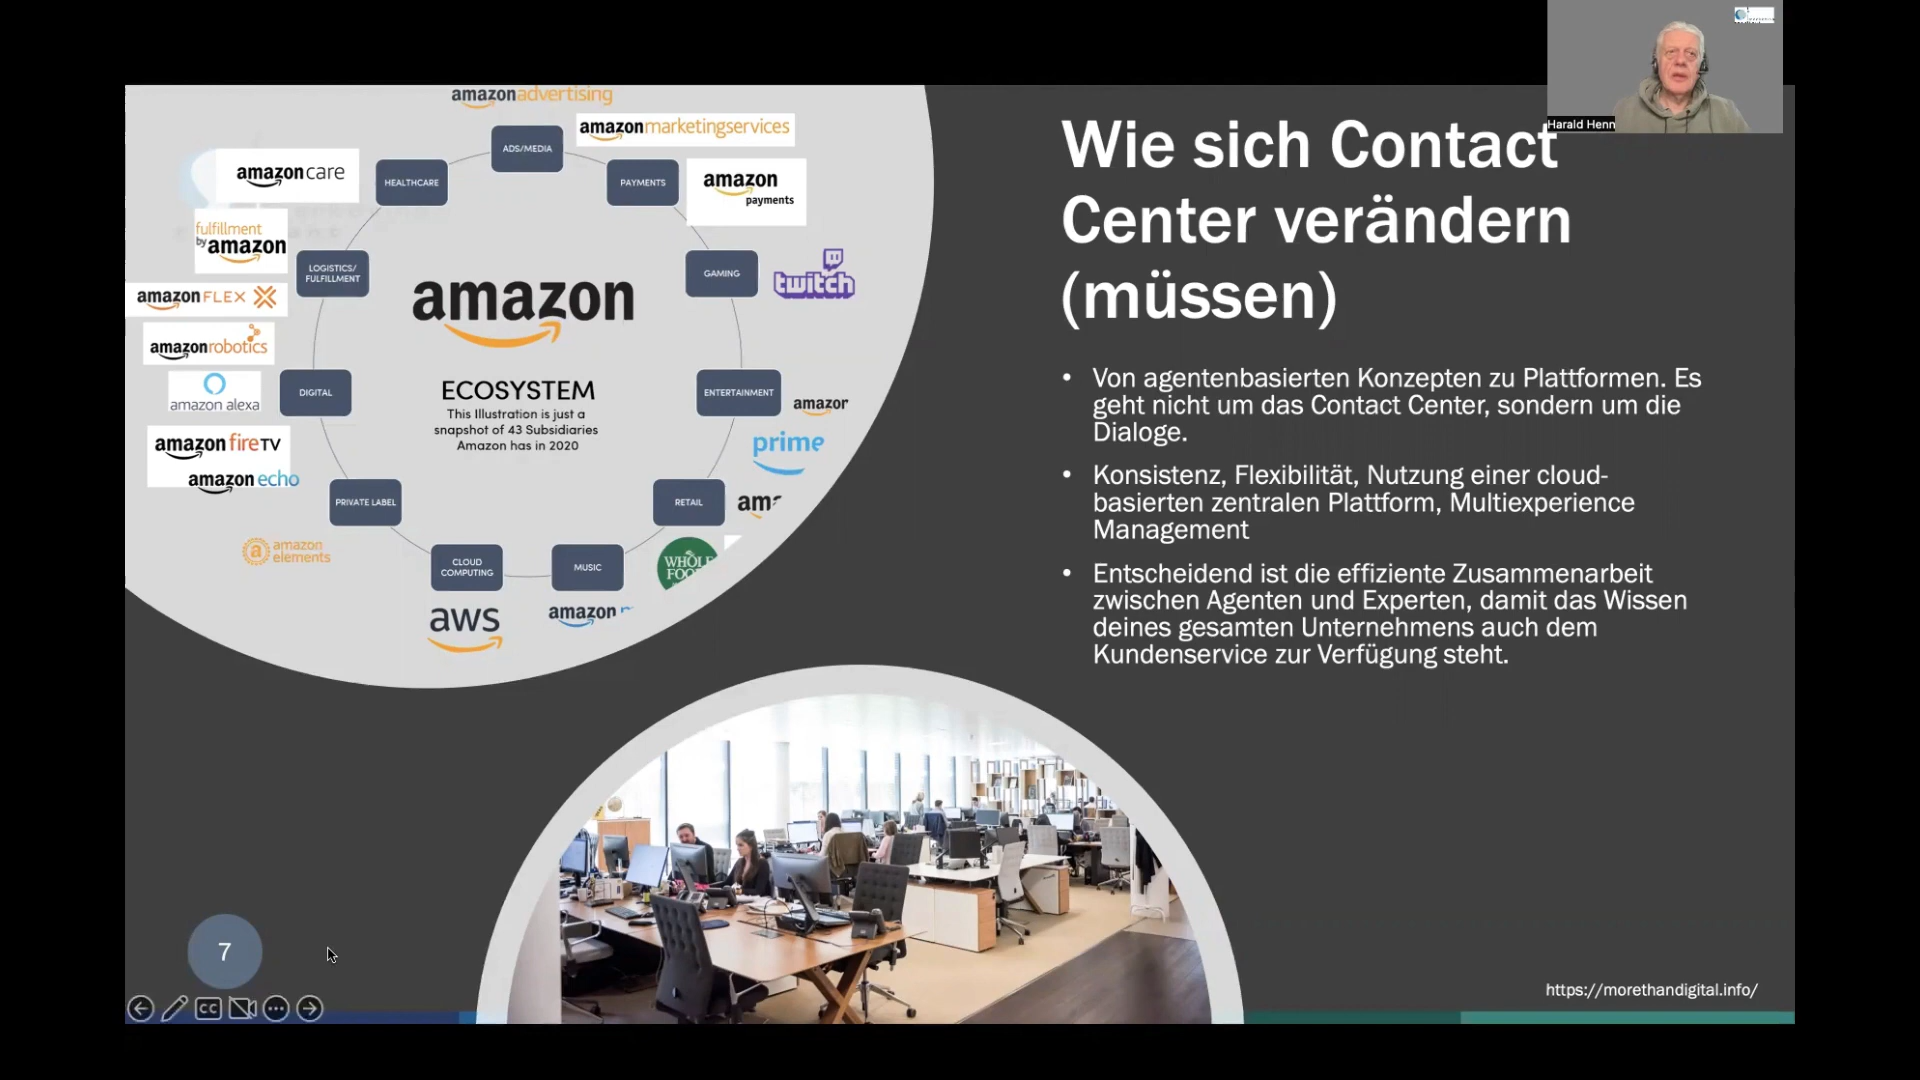 amazonadvertising
amazonmarketingservices
ADS/MEDIA
amazoncare
HEALTHCARE
PAYMENTS
amazon
payments
fulfillment
by amazon
LOGISTICS/
FULFILLMENT
GAMING
twitch
amazon FLEX
amazon
amazonrobotics
amazon alexa
DIGITAL
ECOSYSTEM
This Illustration is just a
snapshot of 43 Subsidiaries
Amazon has in 2020
ENTERTAINMENT
prime
amazon fireTV
amazon echo
PRIVATE LABEL
RETAIL
a amazon
elements
CLOUD
COMPUTING
MUSIC
aws
amazon
Harald Henn
Wie sich Contact
Center verändern
(müssen)
• Von agentenbasierten Konzepten zu Plattformen. Es
geht nicht um das Contact Center, sondern um die
Dialoge.
• Konsistenz, Flexibilität, Nutzung einer cloud-
basierten zentralen Plattform, Multiexperience
Management
• Entscheidend ist die effiziente Zusammenarbeit
zwischen Agenten und Experten, damit das Wissen
deines gesamten Unternehmens auch dem
Kundenservice zur Verfügung steht.
7
CC
https://morethandigital.info/